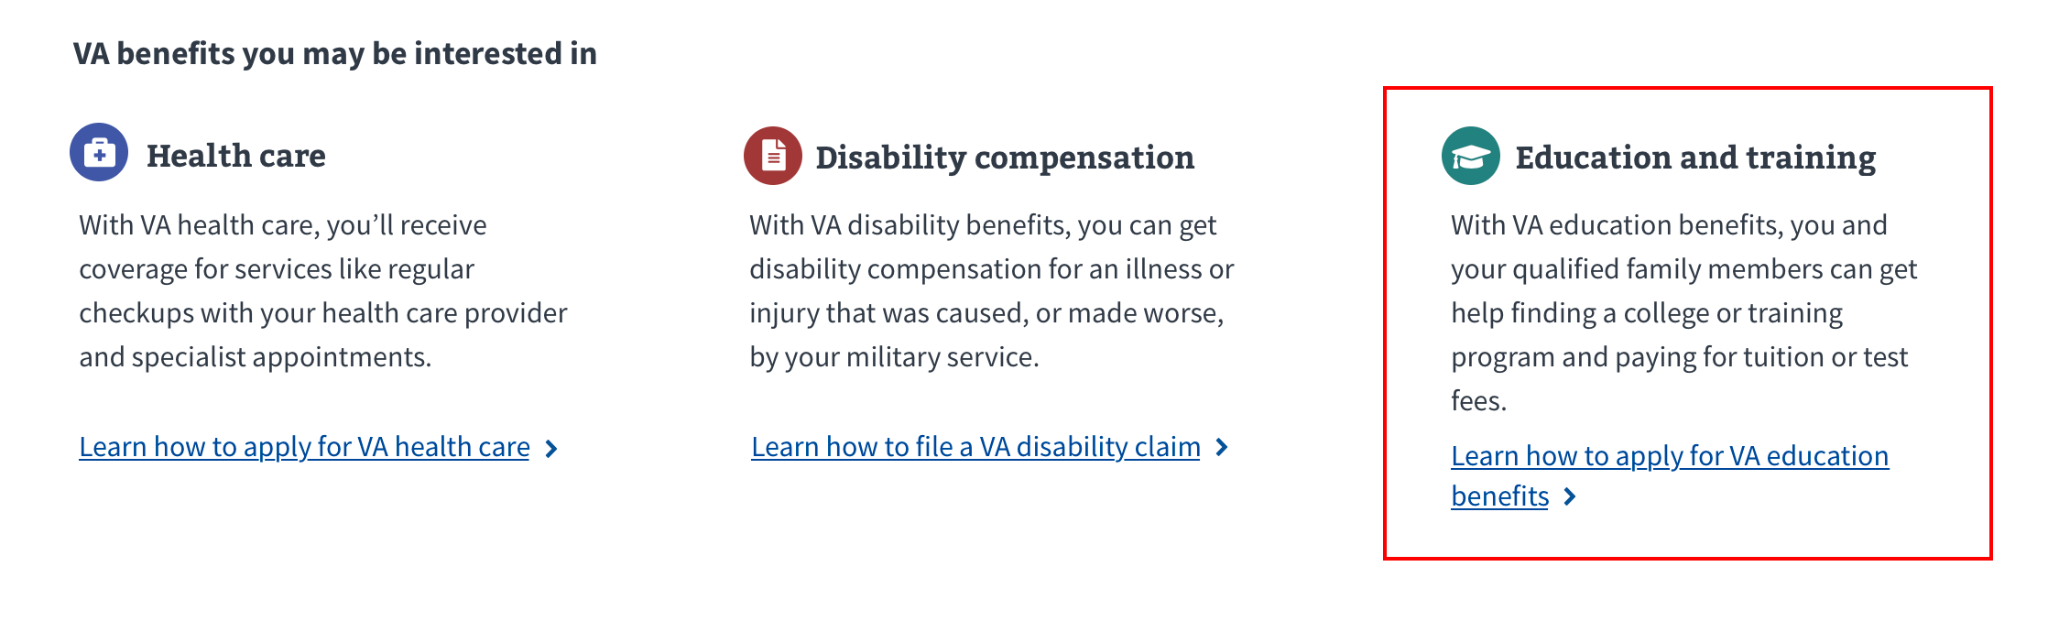 VA benefits you may be interested in
Health care
With VA health care, you’ll receive
coverage for services like regular
checkups with your health care provider
and specialist appointments.
Learn how to apply for VA health care
Disability compensation
With VA disability benefits, you can get
disability compensation for an illness or
injury that was caused, or made worse,
by your military service.
Learn how to file a VA disability claim
Education and training
With VA education benefits, you and
your qualified family members can get
help finding a college or training
program and paying for tuition or test
fees.
Learn how to apply for VA education
benefits